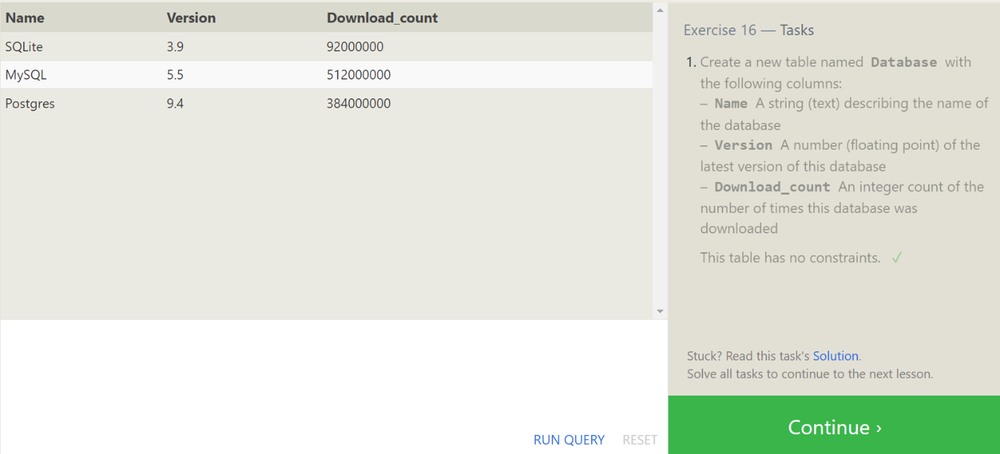 Name Version Download_count
SQLite 3.9 92000000
MySQL 5.5 512000000
Postgres 9.4 384000000
RUN QUERY RESET
Exercise 16 — Tasks
1. Create a new table named Database with
the following columns:
– Name A string (text) describing the name of
the database
– Version A number (floating point) of the
latest version of this database
– Download_count An integer count of the
number of times this database was
downloaded
This table has no constraints. ✓
Stuck? Read this task's Solution.
Solve all tasks to continue to the next lesson.
Continue ›